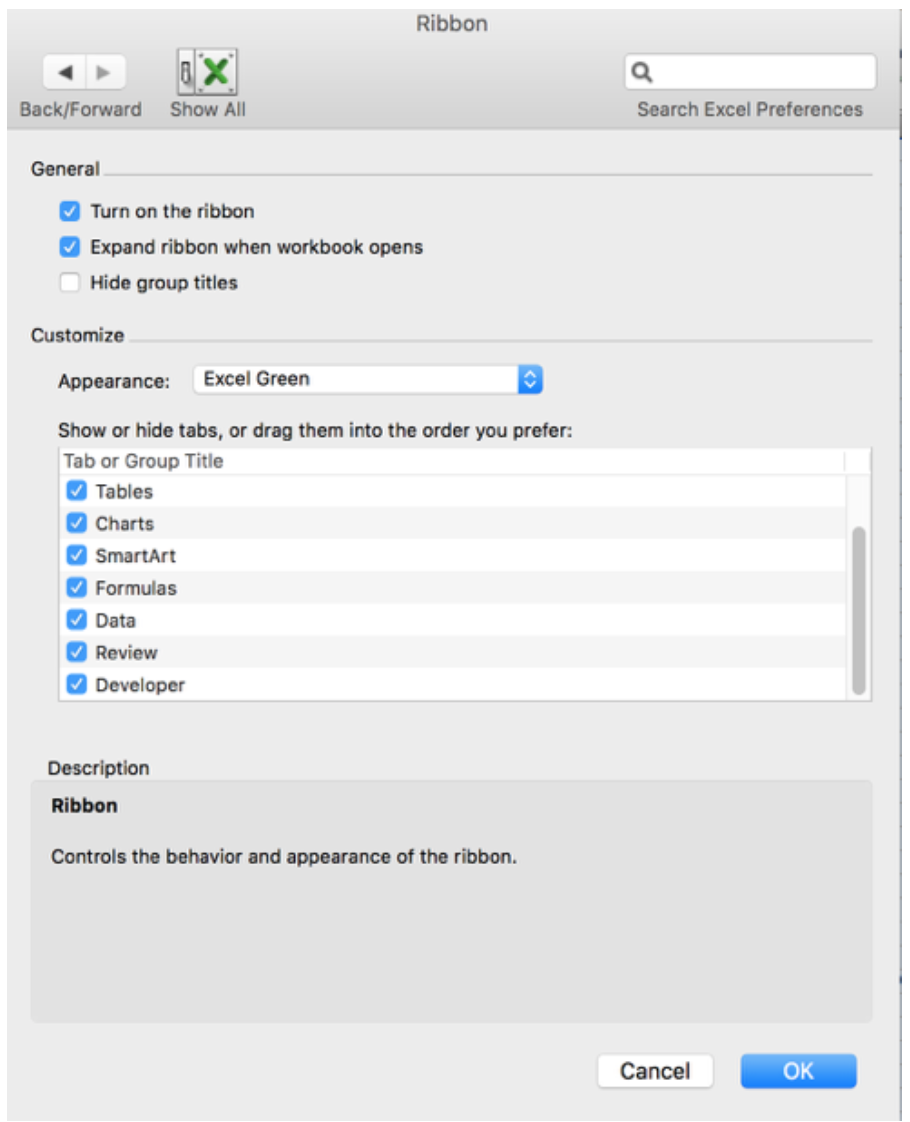 Ribbon
Back/Forward
Show All
Search Excel Preferences
General
Turn on the ribbon
Expand ribbon when workbook opens
Hide group titles
Customize
Appearance: Excel Green
Show or hide tabs, or drag them into the order you prefer:
Tab or Group Title
Tables
Charts
SmartArt
Formulas
Data
Review
Developer
Description
Ribbon
Controls the behavior and appearance of the ribbon.
Cancel OK